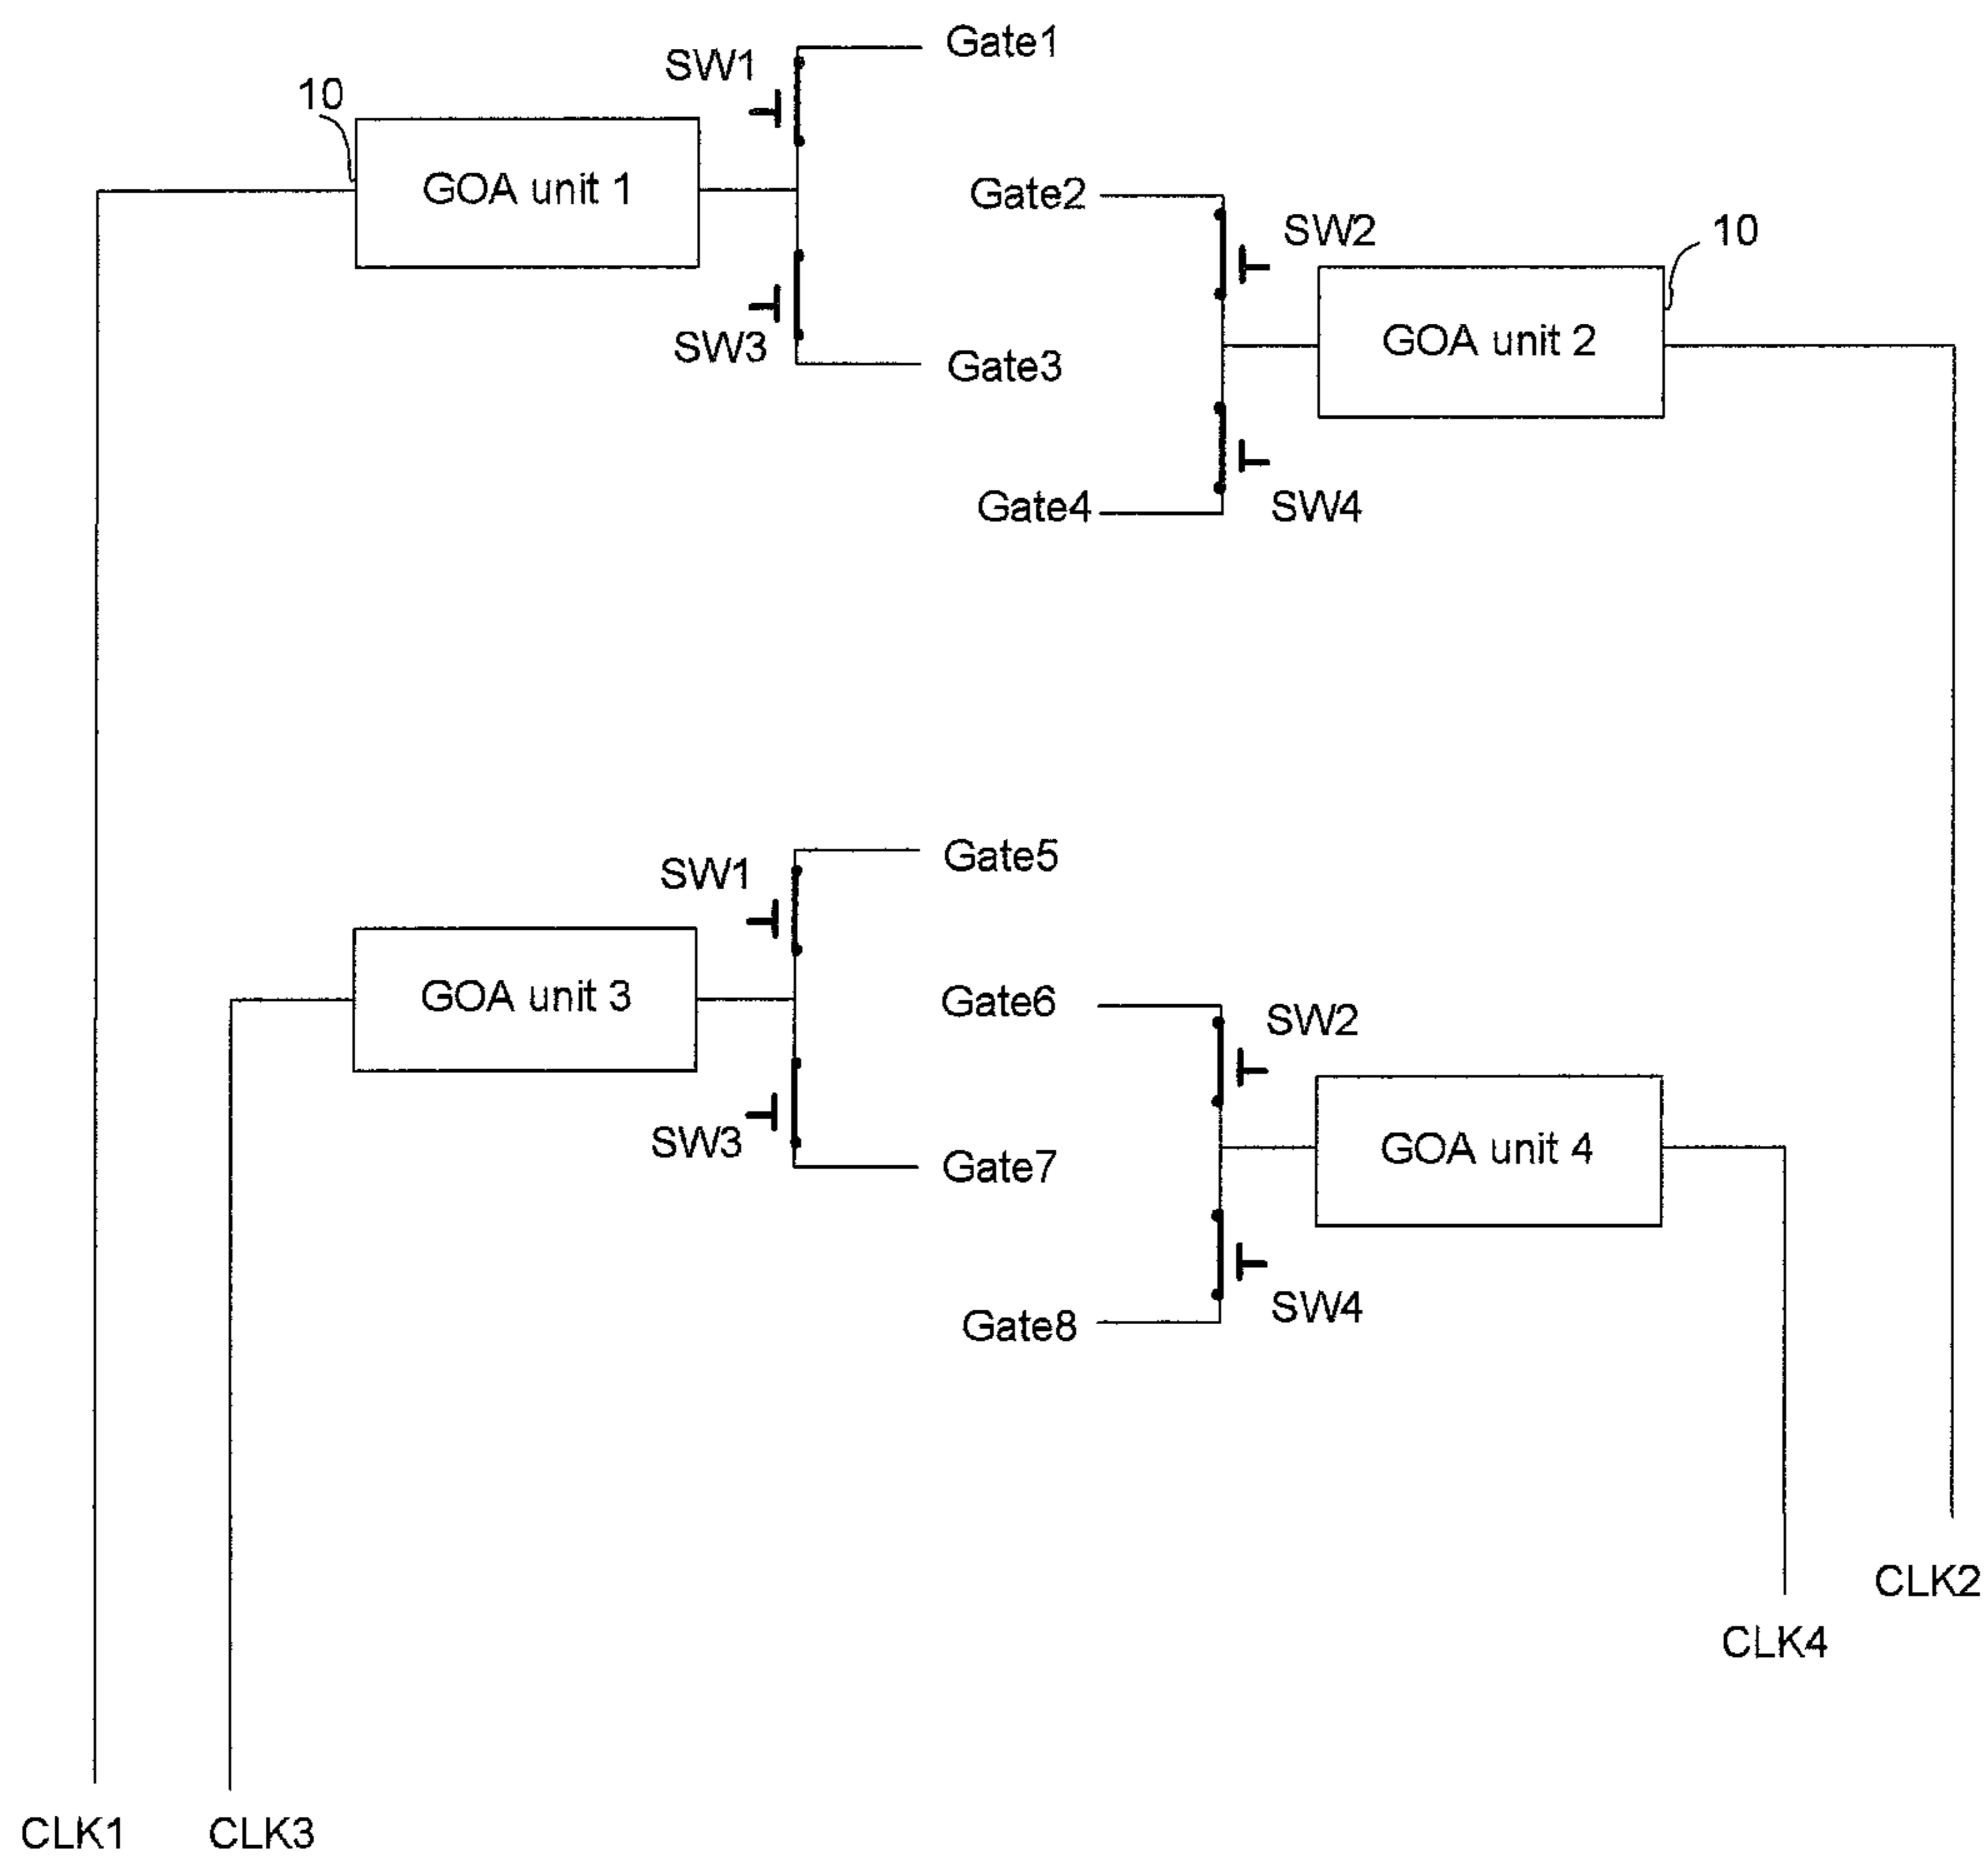 Gate1
SW1
10
GOA unit 1
Gate2
SW2
10
GOA unit 2
SW3
Gate3
Gate4
SW4
Gate5
SW1
GOA unit 3
Gate6
SW2
SW3
Gate7
GOA unit 4
SW4
Gate8
CLK2
CLK4
CLK1
CLK3